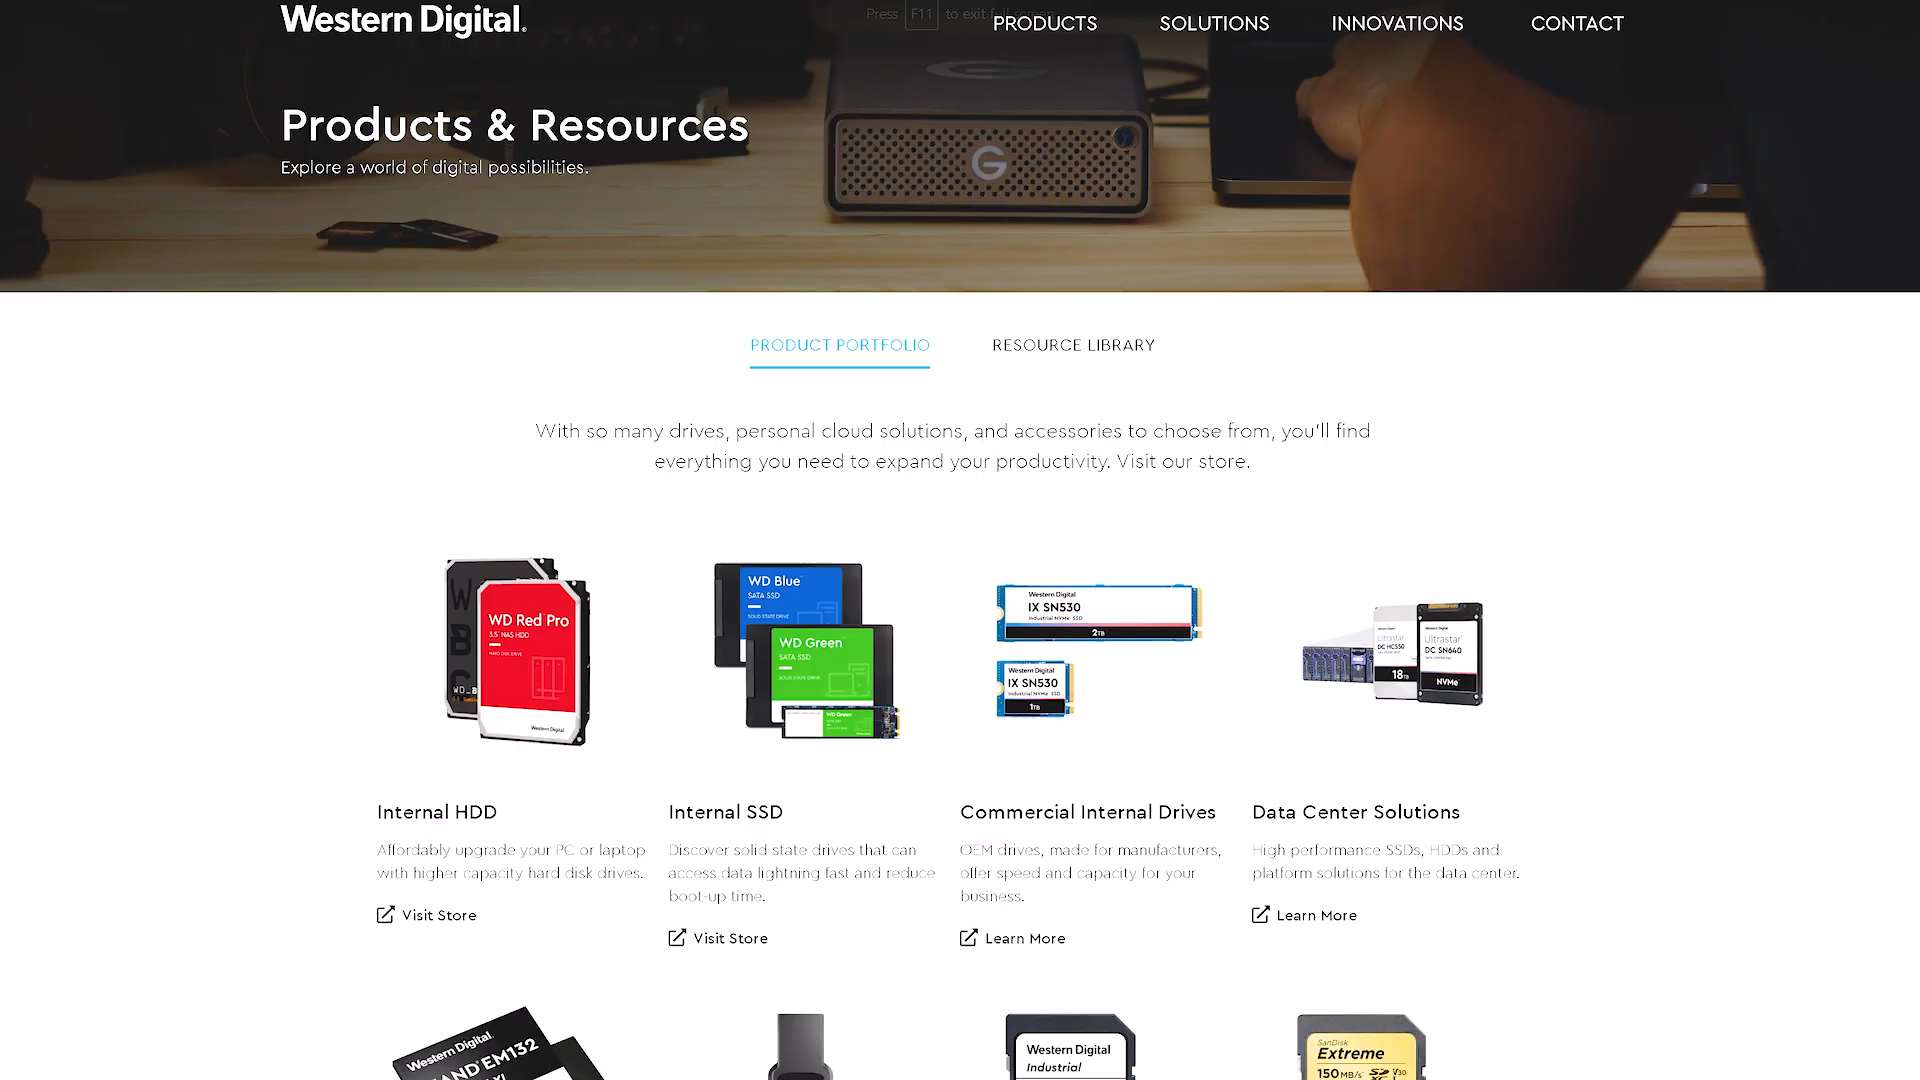 Western Digital.
Press F11 to exit full screen
PRODUCTS
SOLUTIONS
INNOVATIONS
CONTACT
Products & Resources
Explore a world of digital possibilities.
G
PRODUCT PORTFOLIO
RESOURCE LIBRARY
With so many drives, personal cloud solutions, and accessories to choose from, you'll find
everything you need to expand your productivity. Visit our store.
WD Red Pro
3.5" NAS HDD
HARD DISK DRIVE
Western Digital
WD Blue
SATA SSD
SOLID STATE DRIVE
WD Green
SATA SSD
SOLID STATE DRIVE
WD Green
Western Digital
IX SN530
Industrial NVMe SSD
2TB
Western Digital
IX SN530
Industrial NVMe SSD
1TB
Ultrastar
DC HC550
18TB
Western Digital
Ultrastar
DC SN640
NVMe
Internal HDD
Affordably upgrade your PC or laptop
with higher capacity hard disk drives.
Visit Store
Internal SSD
Discover solid state drives that can
access data lightning fast and reduce
boot-up time.
Visit Store
Commercial Internal Drives
OEM drives, made for manufacturers,
offer speed and capacity for your
business.
Learn More
Data Center Solutions
High performance SSDs, HDDs and
platform solutions for the data center.
Learn More
Western Digital
EM132
Western Digital
Industrial
SanDisk
Extreme
150 MB/s
V30